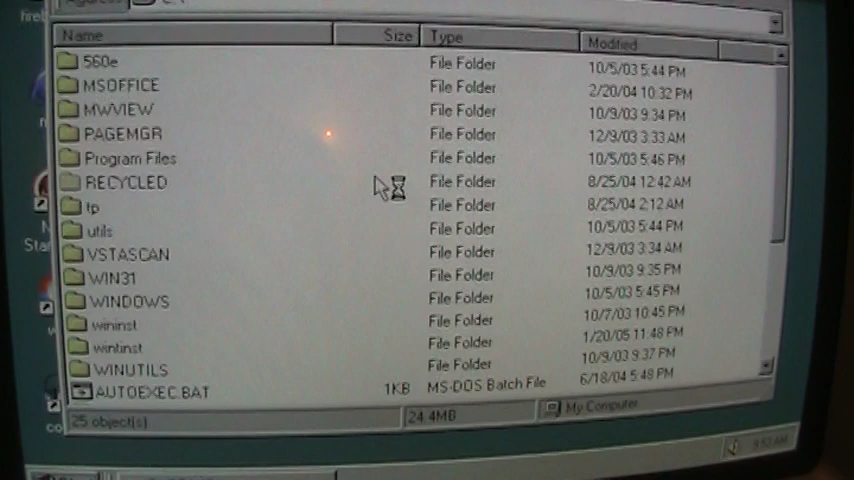 Name Size Type Modified
560e File Folder 10/5/03 5:44 PM
MSOFFICE File Folder 2/20/04 10:32 PM
MWVIEW File Folder 10/9/03 9:34 PM
PAGEMGR File Folder 12/9/03 3:33 AM
Program Files File Folder 10/5/03 5:46 PM
RECYCLED File Folder 8/25/04 12:42 AM
tp File Folder 8/25/04 2:12 AM
utils File Folder 10/5/03 5:44 PM
VSTASCAN File Folder 12/9/03 3:34 AM
WIN31 File Folder 10/9/03 9:35 PM
WINDOWS File Folder 10/5/03 5:45 PM
wininst File Folder 10/7/03 10:45 PM
wintinst File Folder 1/20/05 11:48 PM
WINUTILS File Folder 10/9/03 9:37 PM
AUTOEXEC.BAT 1KB MS-DOS Batch File 6/18/04 5:48 PM
25 object(s) 24.4MB My Computer
9:53 AM